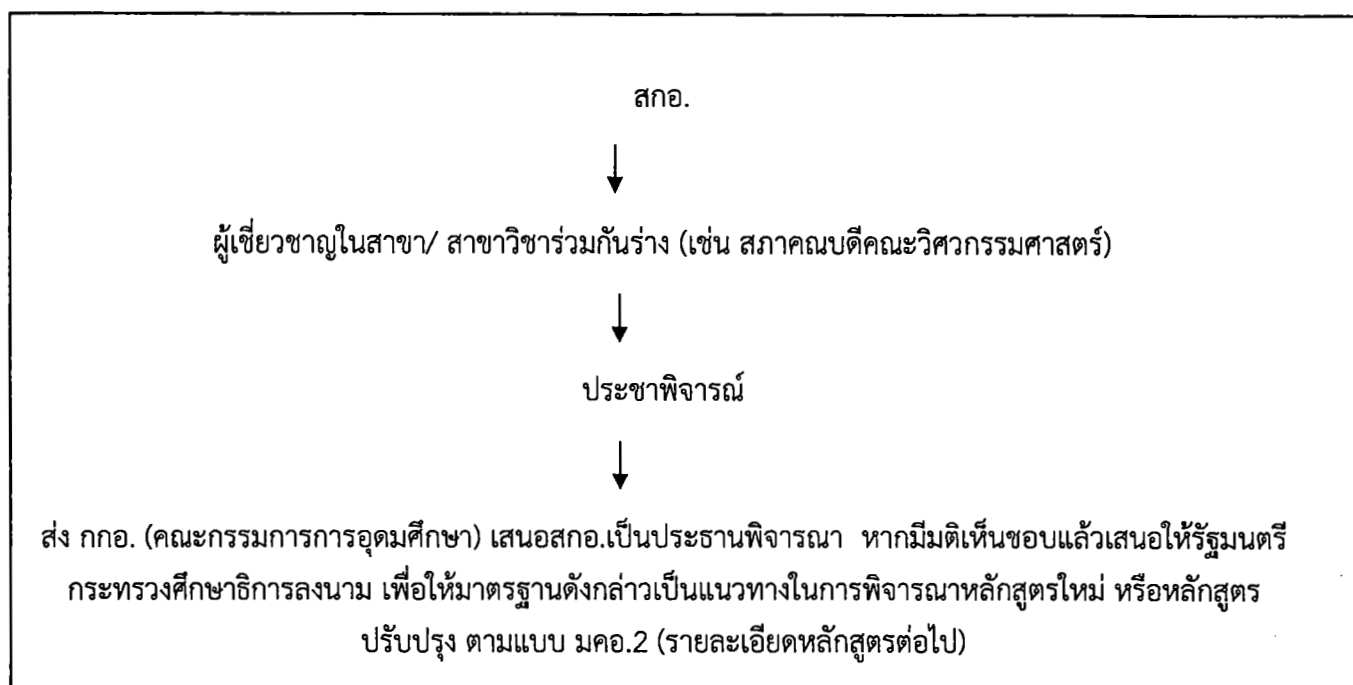 สกอ.
ผู้เชี่ยวชาญในสาขา/ สาขาวิชาร่วมกันร่าง (เช่น สภาคณบดีคณะวิศวกรรมศาสตร์)
ประชาพิจารณ์
ส่ง กกอ. (คณะกรรมการการอุดมศึกษา) เสนอสกอ.เป็นประธานพิจารณา หากมีมติเห็นชอบแล้วเสนอให้รัฐมนตรี
กระทรวงศึกษาธิการลงนาม เพื่อให้มาตรฐานดังกล่าวเป็นแนวทางในการพิจารณาหลักสูตรใหม่ หรือหลักสูตร
ปรับปรุง ตามแบบ มคอ.2 (รายละเอียดหลักสูตรต่อไป)